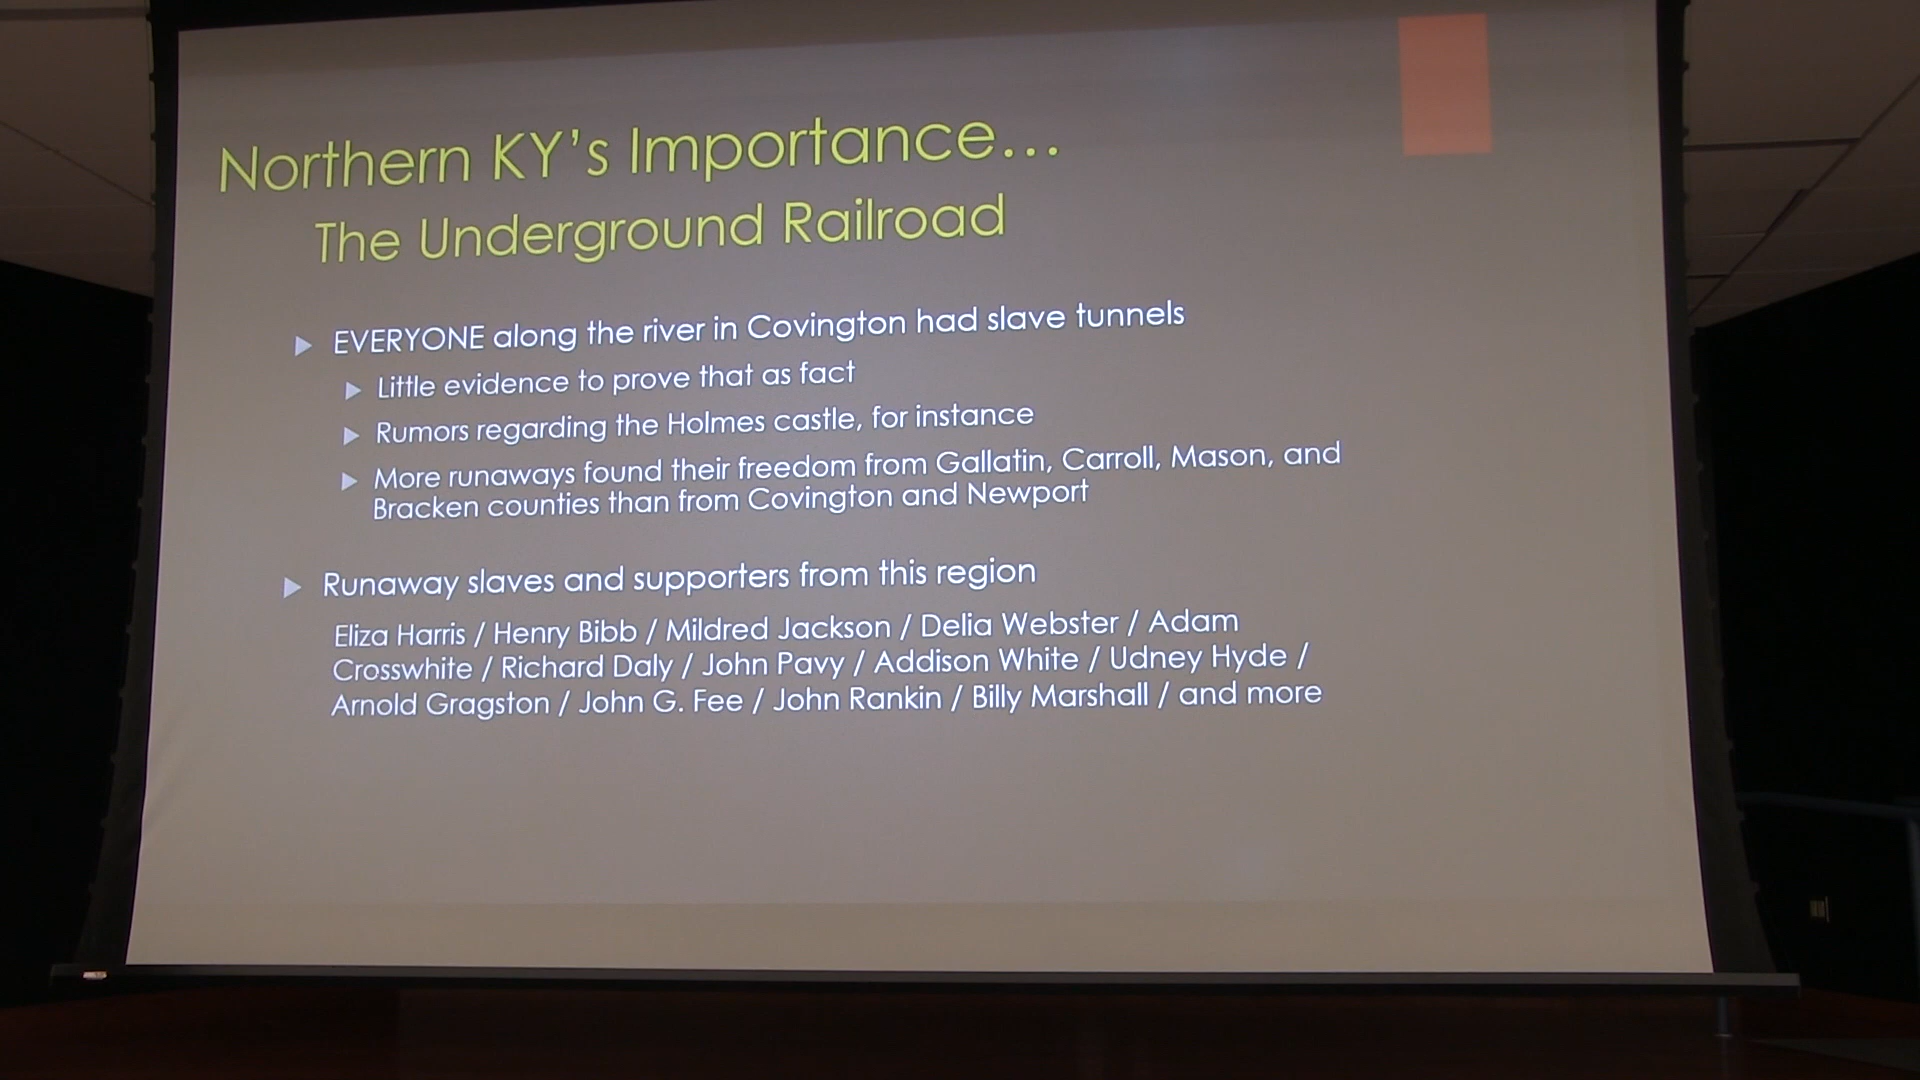 Northern KY's Importance...
The Underground Railroad
EVERYONE along the river in Covington had slave tunnels
Little evidence to prove that as fact
Rumors regarding the Holmes castle, for instance
More runaways found their freedom from Gallatin, Carroll, Mason, and
Bracken counties than from Covington and Newport
Runaway slaves and supporters from this region
Eliza Harris / Henry Bibb / Mildred Jackson / Delia Webster / Adam
Crosswhite / Richard Daly / John Pavy / Addison White / Udney Hyde /
Arnold Gragston / John G. Fee / John Rankin / Billy Marshall / and more